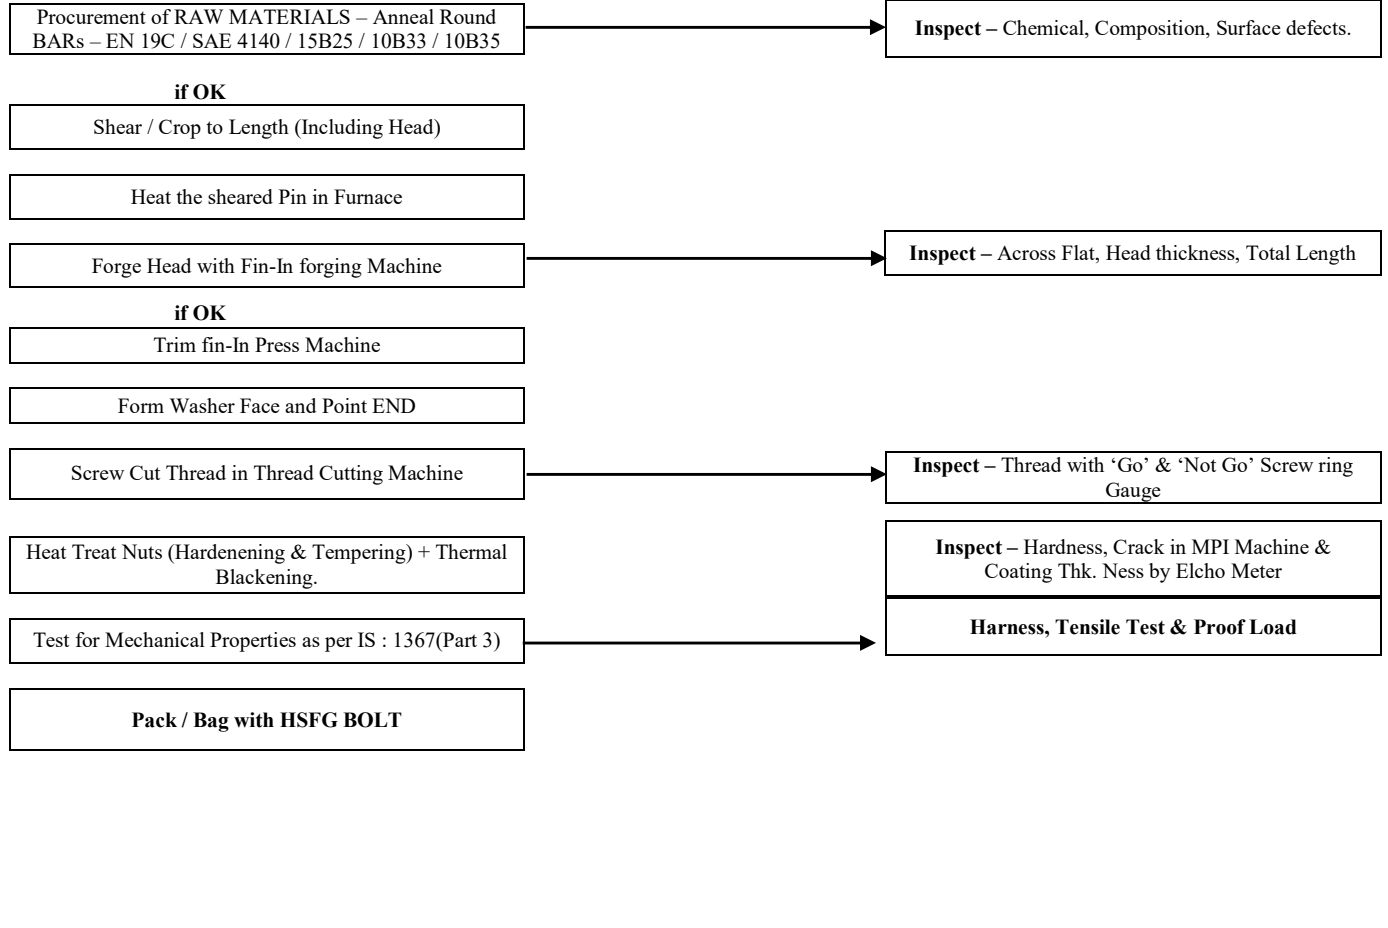 Procurement of RAW MATERIALS – Anneal Round
BARs – EN 19C / SAE 4140 / 15B25 / 10B33 / 10B35
Inspect – Chemical, Composition, Surface defects.
if OK
Shear / Crop to Length (Including Head)
Heat the sheared Pin in Furnace
Forge Head with Fin-In forging Machine
Inspect – Across Flat, Head thickness, Total Length
if OK
Trim fin-In Press Machine
Form Washer Face and Point END
Screw Cut Thread in Thread Cutting Machine
Inspect – Thread with ‘Go’ & ‘Not Go’ Screw ring
Gauge
Heat Treat Nuts (Hardenening & Tempering) + Thermal
Blackening.
Inspect – Hardness, Crack in MPI Machine &
Coating Thk. Ness by Elcho Meter
Test for Mechanical Properties as per IS : 1367(Part 3)
Harness, Tensile Test & Proof Load
Pack / Bag with HSFG BOLT